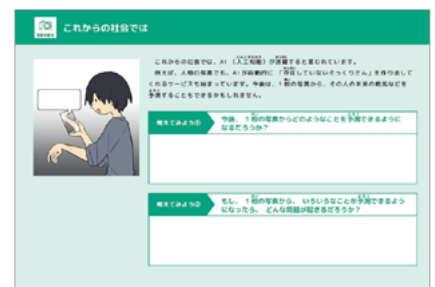 これからの社会では
これからの社会では、AI（人工知能）が活躍すると言われています。
例えば、人物の写真でも、AIが自動的に「存在していないそっくりさん」を作り出して
くれるサービスも始まっています。今後は、1枚の写真から、その人の未来の病気などを
予測することもできるかもしれません。
考えてみよう①
今後、1枚の写真からどのようなことを予測できるように
なるだろうか？
考えてみよう②
もし、1枚の写真から、いろいろなことが予測できるよう
になったら、どんな問題が起きるだろうか？